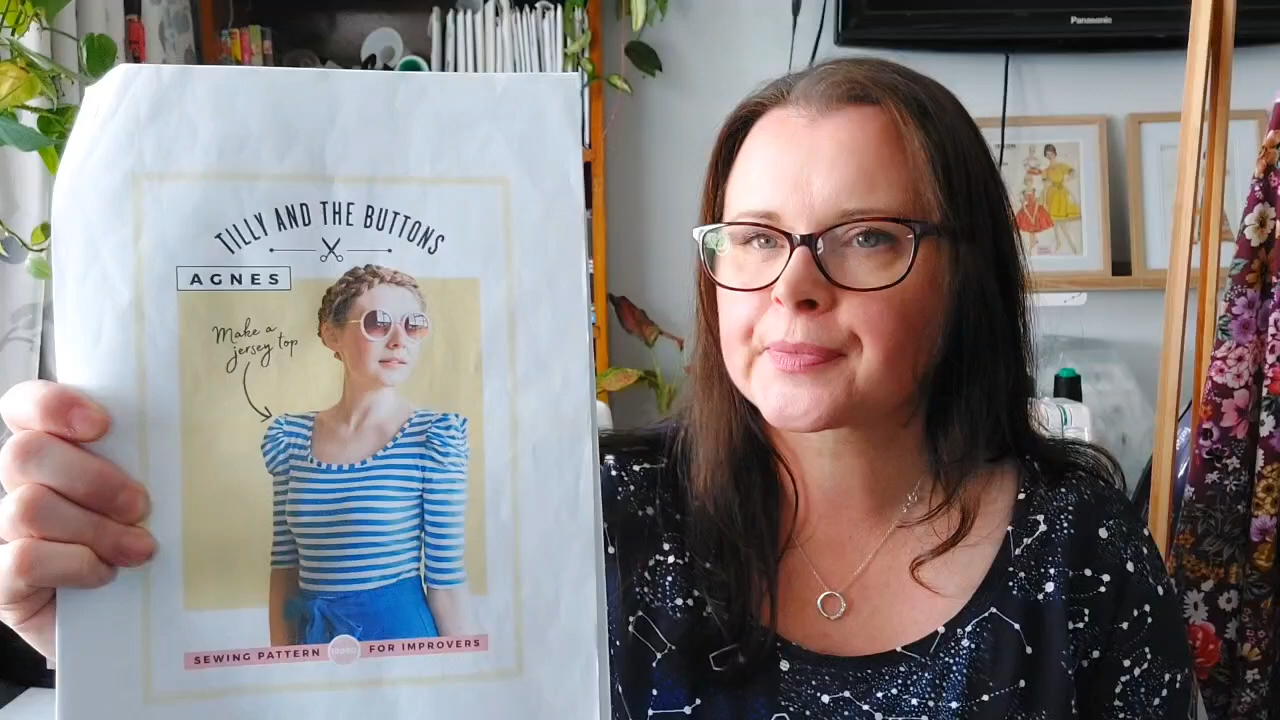 Panasonic
TILLY AND THE BUTTONS
AGNES
Make a
jersey top
SEWING PATTERN
FOR IMPROVERS